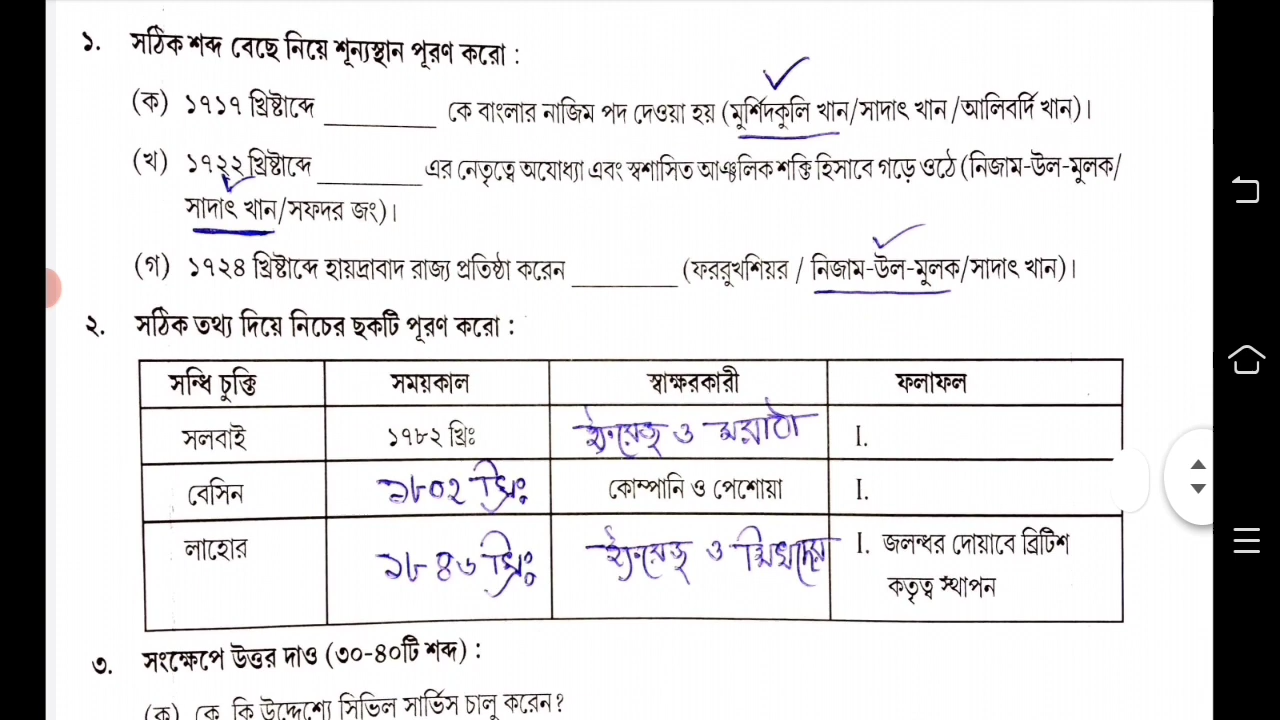 ১. সঠিক শব্দ বেছে নিয়ে শূন্যস্থান পূরণ করো :
(ক) ১৭১৭ খ্রিষ্টাব্দে ________ কে বাংলার নাজিম পদ দেওয়া হয় (মুর্শিদকুলি খান/সাদাৎ খান/আলিবর্দি খান)।
(খ) ১৭২২ খ্রিষ্টাব্দে ________ এর নেতৃত্বে অযোধ্যা এবং স্বশাসিত আঞ্চলিক শক্তি হিসাবে গড়ে ওঠে (নিজাম-উল-মুলক/
সাদাৎ খান/সফদর জং)।
(গ) ১৭২৪ খ্রিষ্টাব্দে হায়দ্রাবাদ রাজ্য প্রতিষ্ঠা করেন ________ (ফররুখশিয়র / নিজাম-উল-মুলক/সাদাৎ খান)।
২. সঠিক তথ্য দিয়ে নিচের ছকটি পূরণ করো :
সন্ধি চুক্তি সময়কাল স্বাক্ষরকারী ফলাফল
সলবাই ১৭৮২ খ্রিঃ ইংরেজ ও মারাঠা I.
বেসিন ১৮০২ খ্রিঃ কোম্পানি ও পেশোয়া I.
লাহোর ১৮৪৬ খ্রিঃ ইংরেজ ও শিখদের I. জলন্ধর দোয়াবে ব্রিটিশ
কতৃত্ব স্থাপন
৩. সংক্ষেপে উত্তর দাও (৩০-৪০টি শব্দ) :
(ক) কে কি উদ্দেশ্যে সিভিল সার্ভিস চালু করেন?